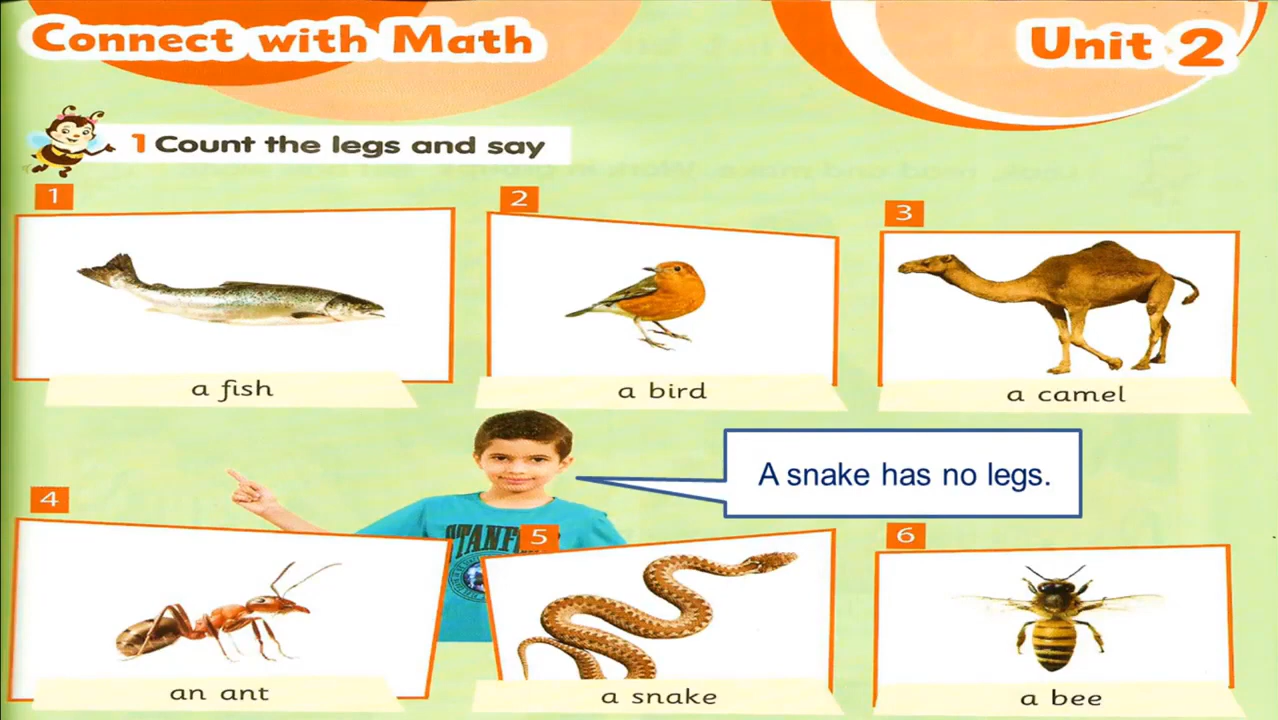 Connect with Math
Unit 2
1 Count the legs and say
1
2
3
a fish
a bird
a camel
A snake has no legs.
4
5
6
an ant
a snake
a bee